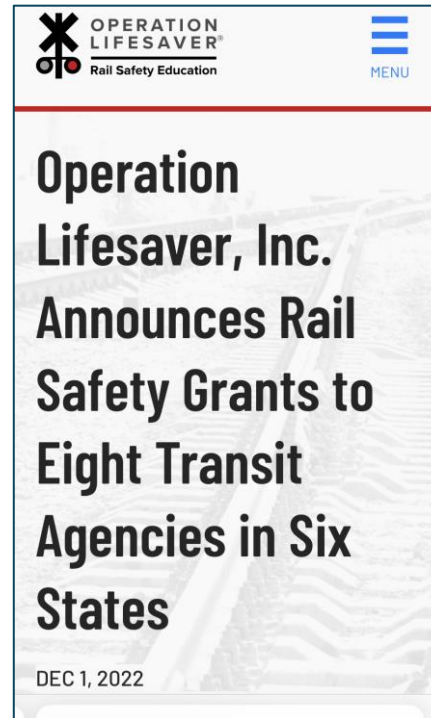 OPERATION
LIFESAVER®
Rail Safety Education
MENU
Operation
Lifesaver, Inc.
Announces Rail
Safety Grants to
Eight Transit
Agencies in Six
States
DEC 1, 2022